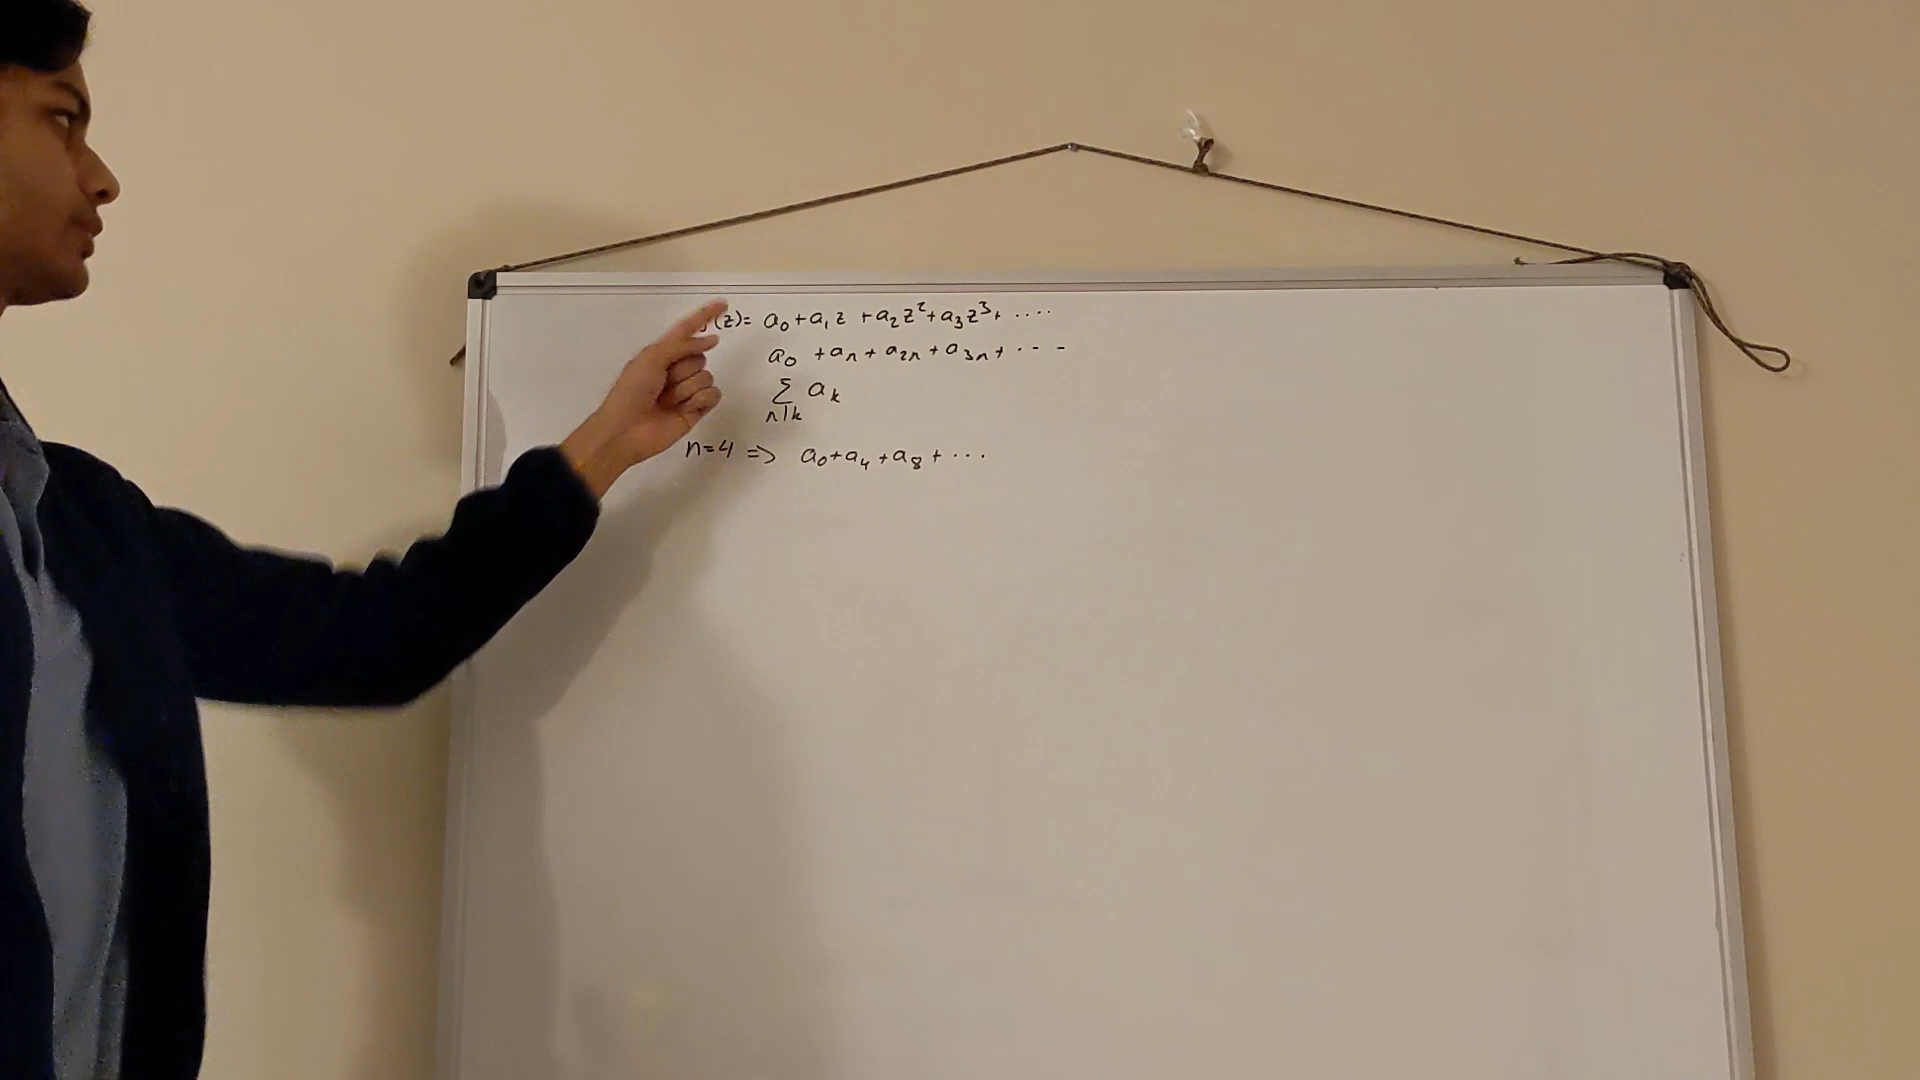 (z)= a₀+a₁z +a₂z²+a₃z³+ ....
a₀ +aₙ+a₂ₙ+a₃ₙ+ ....
∑ aₖ
n|k
n=4 => a₀+a₄+a₈+ ...